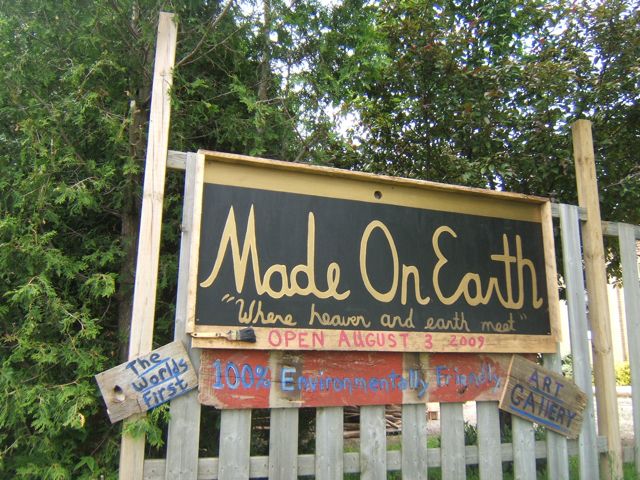 Made On Earth
"Where heaven and earth meet"
OPEN AUGUST 3 2009
The
Worlds
First
100% Environmentally Friendly
ART
GAllERY